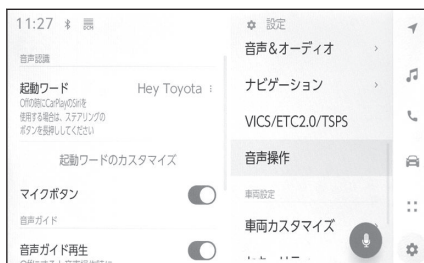 11:27
音声認識
起動ワード
Hey Toyota
Offの時にCarPlayのSiriを
使用する場合は、ステアリングの
ボタンを長押ししてください
起動ワードのカスタマイズ
マイクボタン
音声ガイド
音声ガイド再生
設定
音声&オーディオ
ナビゲーション
VICS/ETC2.0/TSPS
音声操作
車両設定
車両カスタマイズ